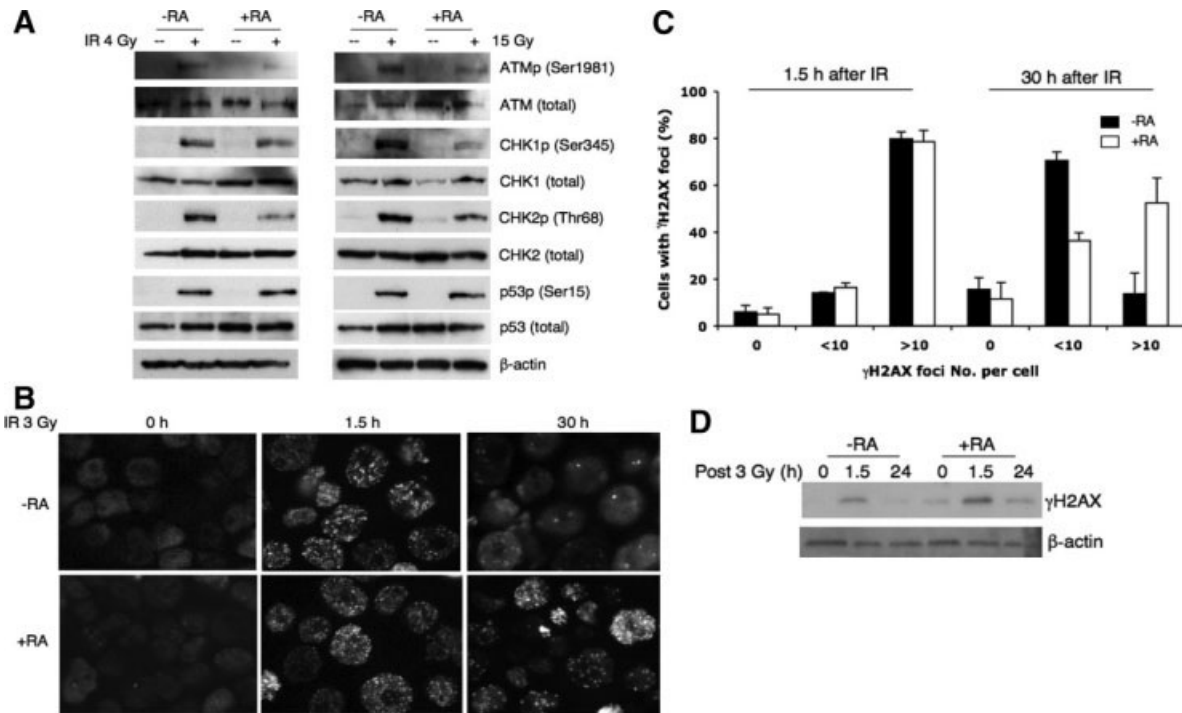 A
-RA +RA -RA +RA
IR 4 Gy -- + -- + -- + -- + 15 Gy
ATMp (Ser1981)
ATM (total)
CHK1p (Ser345)
CHK1 (total)
CHK2p (Thr68)
CHK2 (total)
p53p (Ser15)
p53 (total)
β-actin
B
IR 3 Gy 0 h 1.5 h 30 h
-RA
+RA
C
1.5 h after IR 30 h after IR
-RA
+RA
Cells with γH2AX foci (%)
100
80
60
40
20
0
0 <10 >10 0 <10 >10
γH2AX foci No. per cell
D
-RA +RA
Post 3 Gy (h) 0 1.5 24 0 1.5 24
γH2AX
β-actin